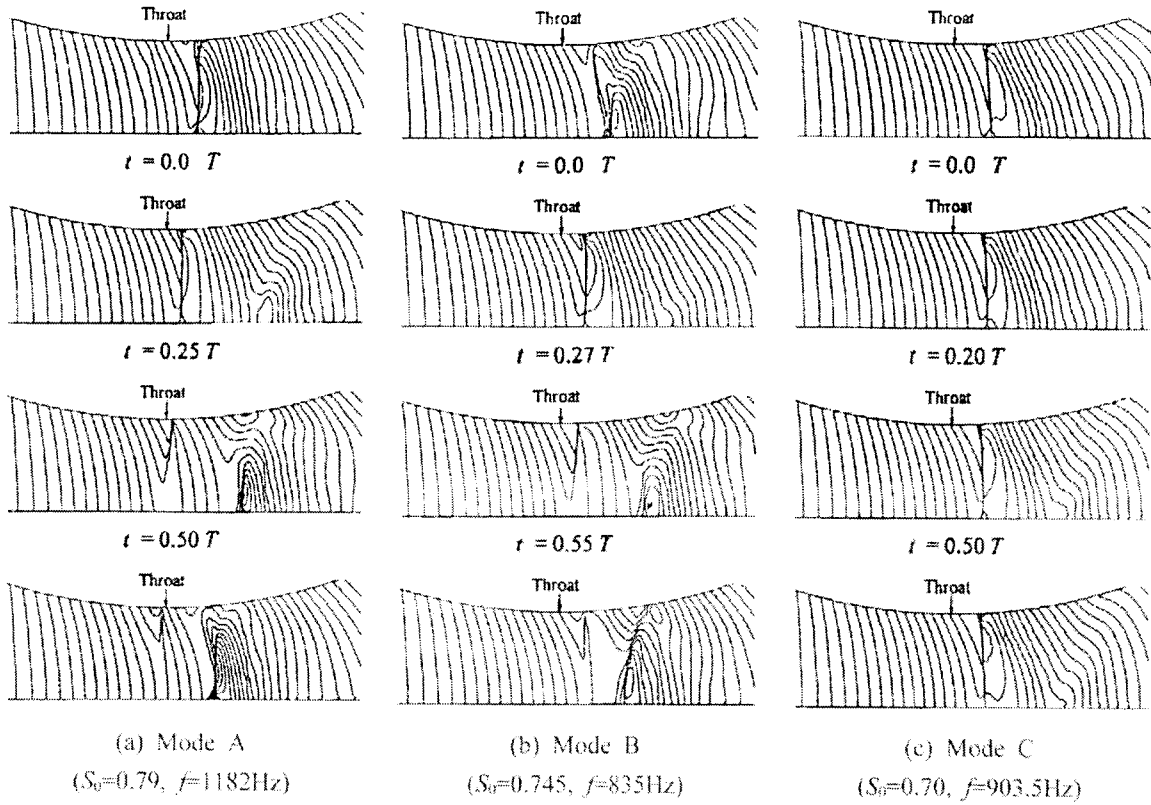 Throat
Throat
Throat
t = 0.0 T
t = 0.0 T
t = 0.0 T
Throat
Throat
Throat
t = 0.25 T
t = 0.27 T
t = 0.20 T
Throat
Throat
Throat
t = 0.50 T
t = 0.55 T
t = 0.50 T
Throat
Throat
Throat
(a) Mode A
(b) Mode B
(c) Mode C
(S₀=0.79, f=1182Hz)
(S₀=0.745, f=835Hz)
(S₀=0.70, f=903.5Hz)